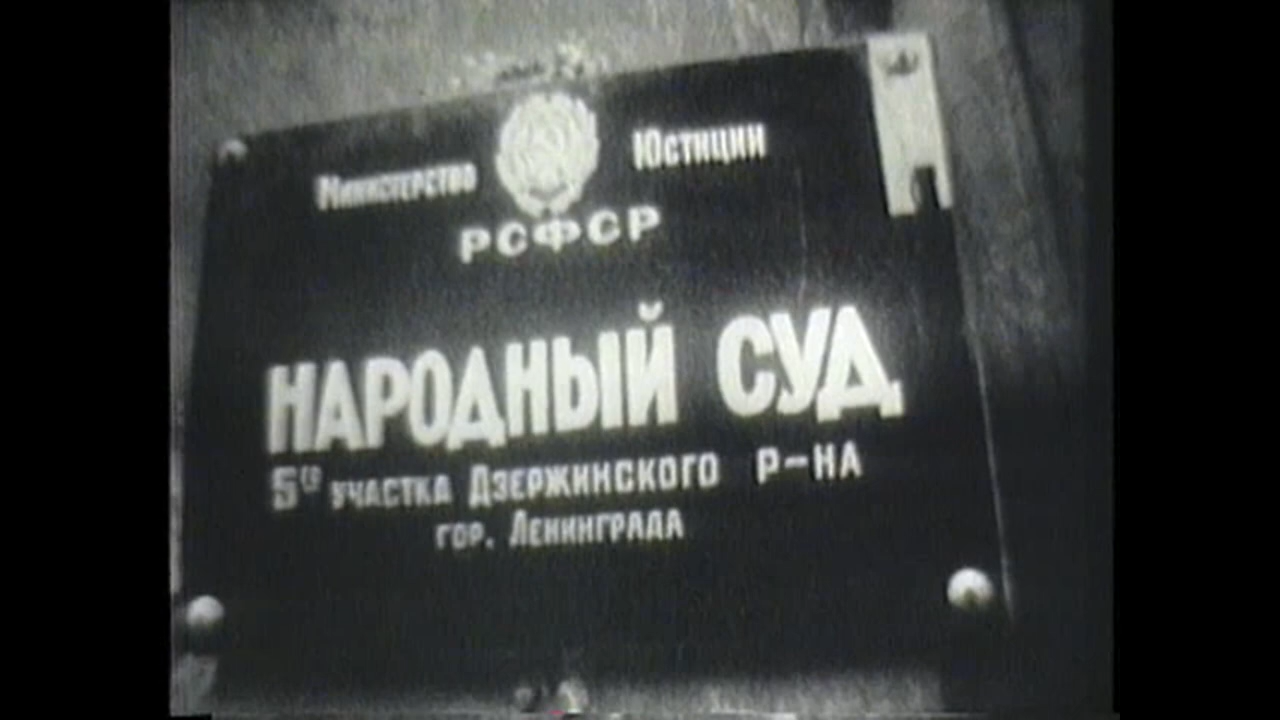 Министерство Юстиции
РСФСР
НАРОДНЫЙ СУД
5го участка Дзержинского р-на
гор. Ленинграда